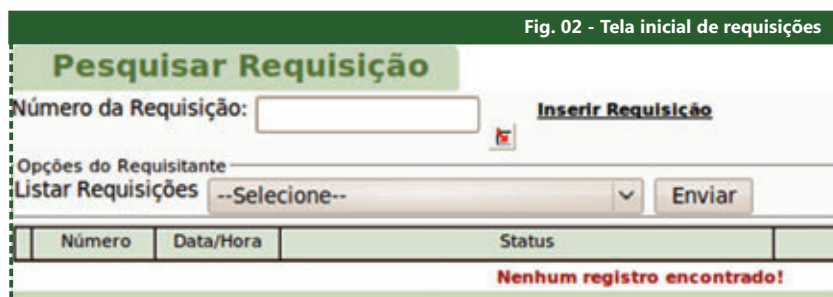 Fig. 02 - Tela inicial de requisições
Pesquisar Requisição
Número da Requisição: Inserir Requisição
Opções do Requisitante
Listar Requisições --Selecione-- Enviar
Número Data/Hora Status
Nenhum registro encontrado!